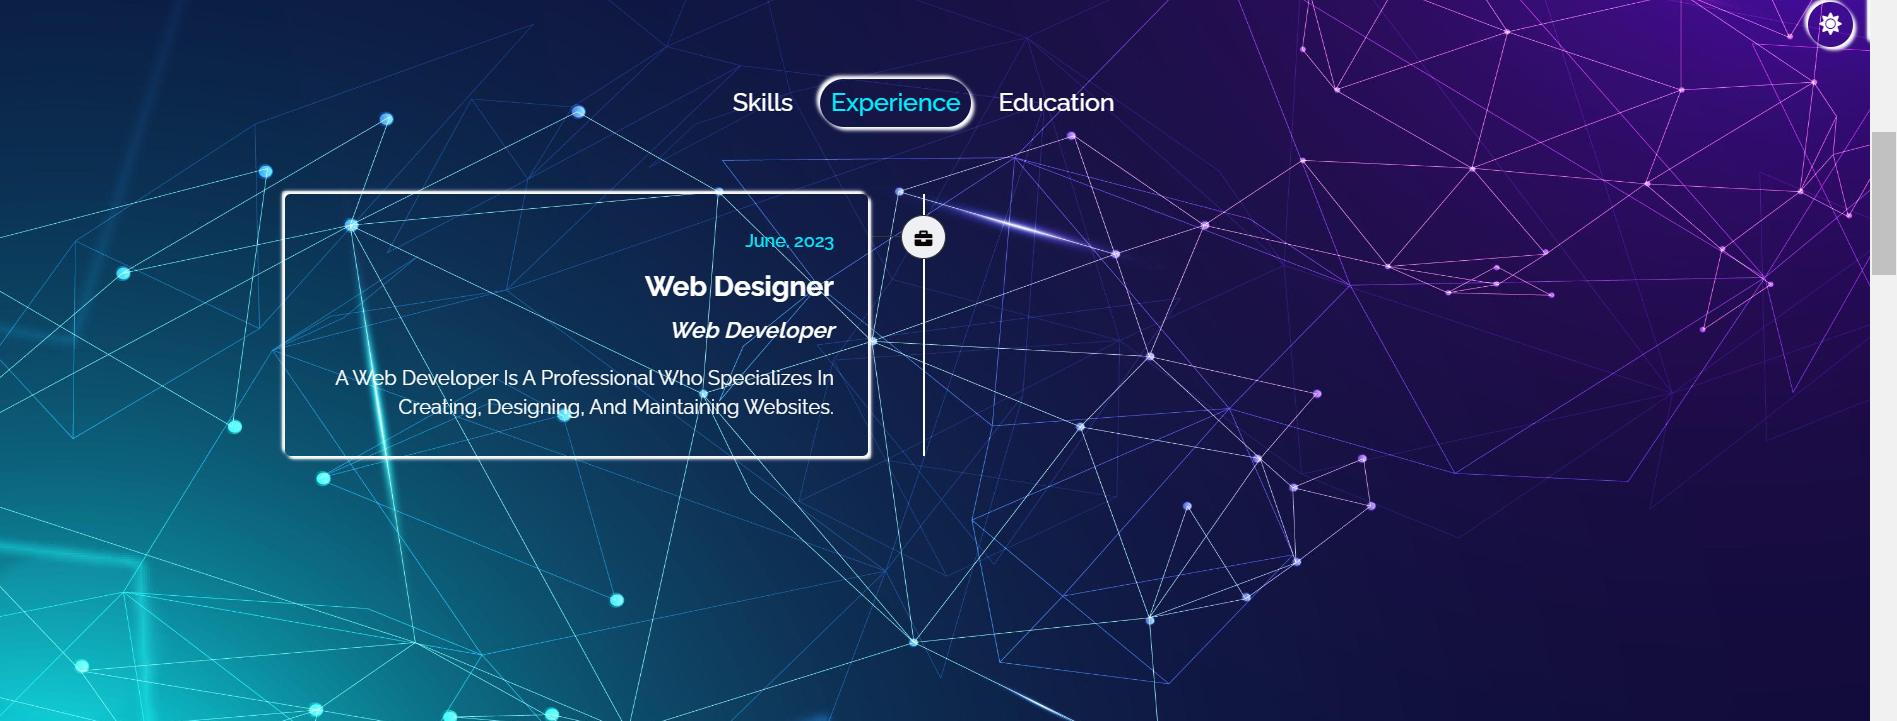 Skills Experience Education
June, 2023
Web Designer
Web Developer
A Web Developer Is A Professional Who Specializes In
Creating, Designing, And Maintaining Websites.